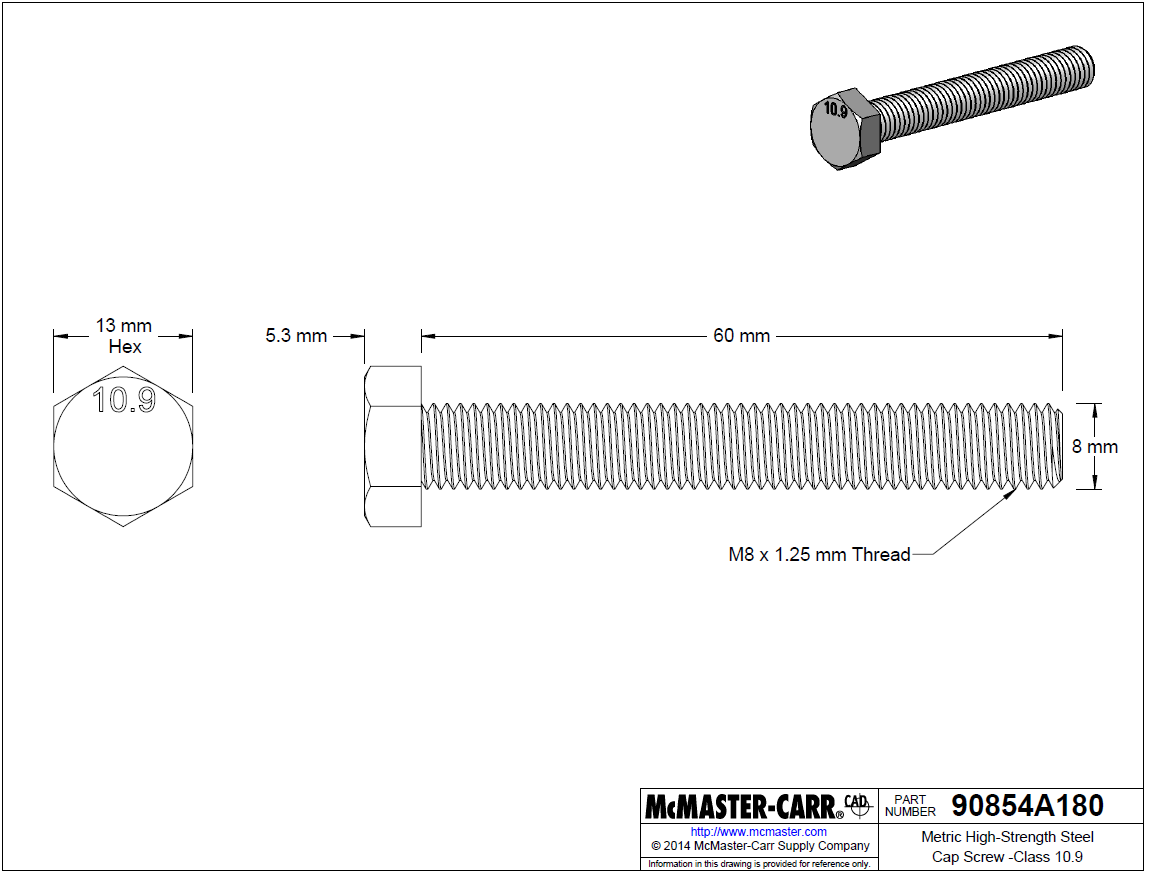 10.9
13 mm
Hex
5.3 mm
60 mm
10.9
8 mm
M8 x 1.25 mm Thread
McMASTER-CARR® CAD
PART
NUMBER
90854A180
http://www.mcmaster.com
© 2014 McMaster-Carr Supply Company
Information in this drawing is provided for reference only.
Metric High-Strength Steel
Cap Screw -Class 10.9